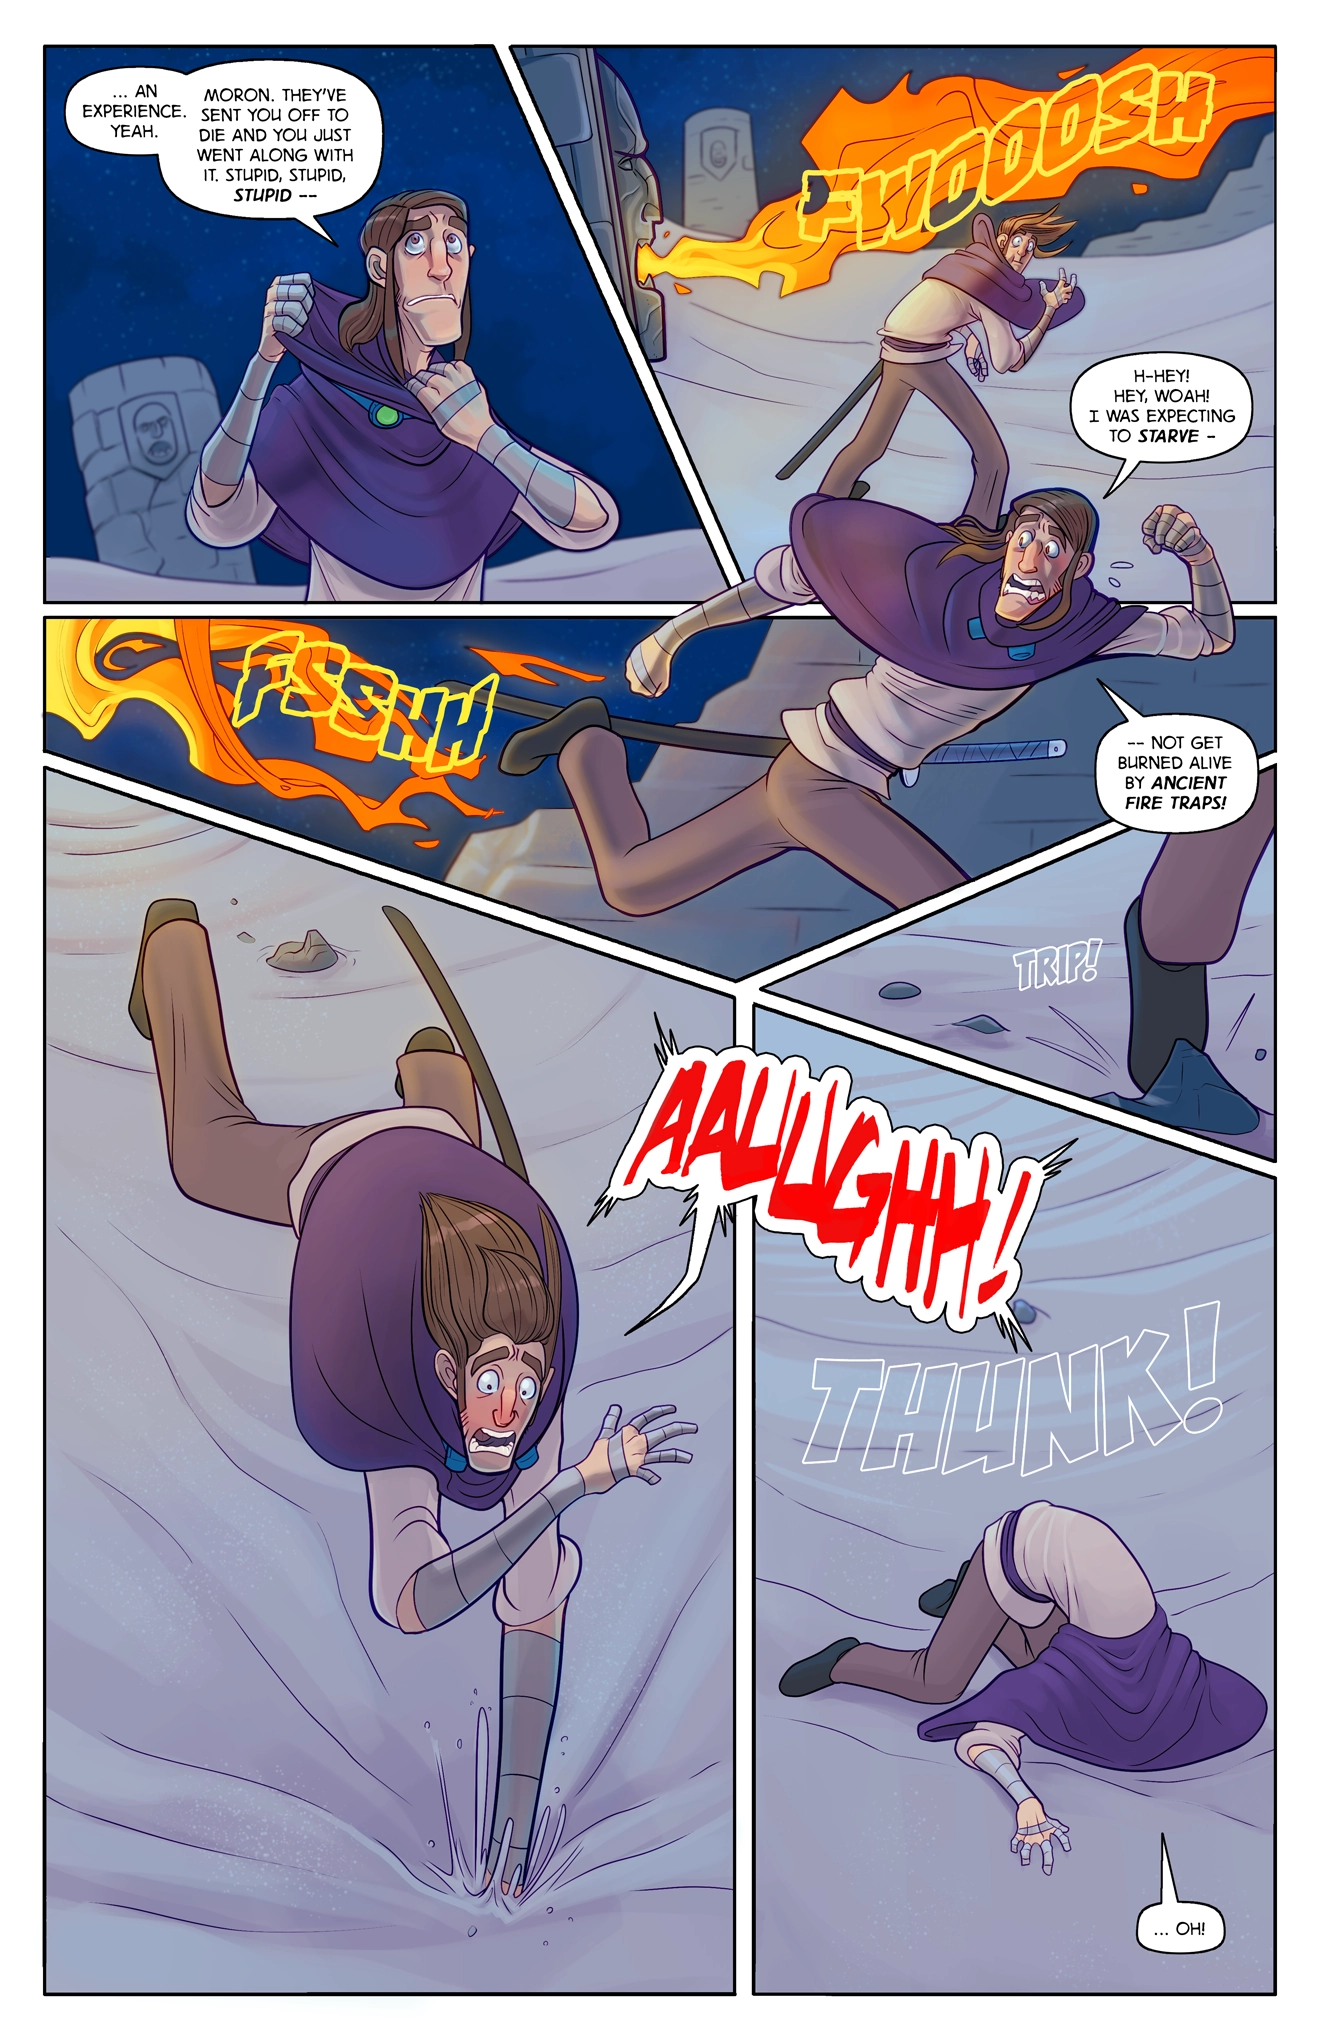 ... AN
EXPERIENCE.
YEAH.
MORON. THEY'VE
SENT YOU OFF TO
DIE AND YOU JUST
WENT ALONG WITH
IT. STUPID, STUPID,
STUPID --
FWOOOSH
H-HEY!
HEY, WOAH!
I WAS EXPECTING
TO STARVE -
FSSHH
-- NOT GET
BURNED ALIVE
BY ANCIENT
FIRE TRAPS!
TRIP!
AAUUGHH!
THUNK!
... OH!